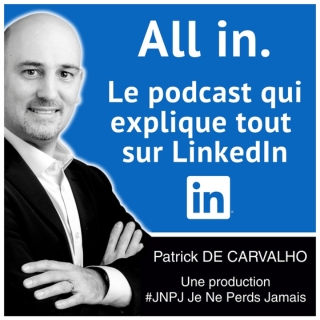 All in.
Le podcast qui
explique tout
sur LinkedIn
in
Patrick DE CARVALHO
Une production
#JNPJ Je Ne Perds Jamais